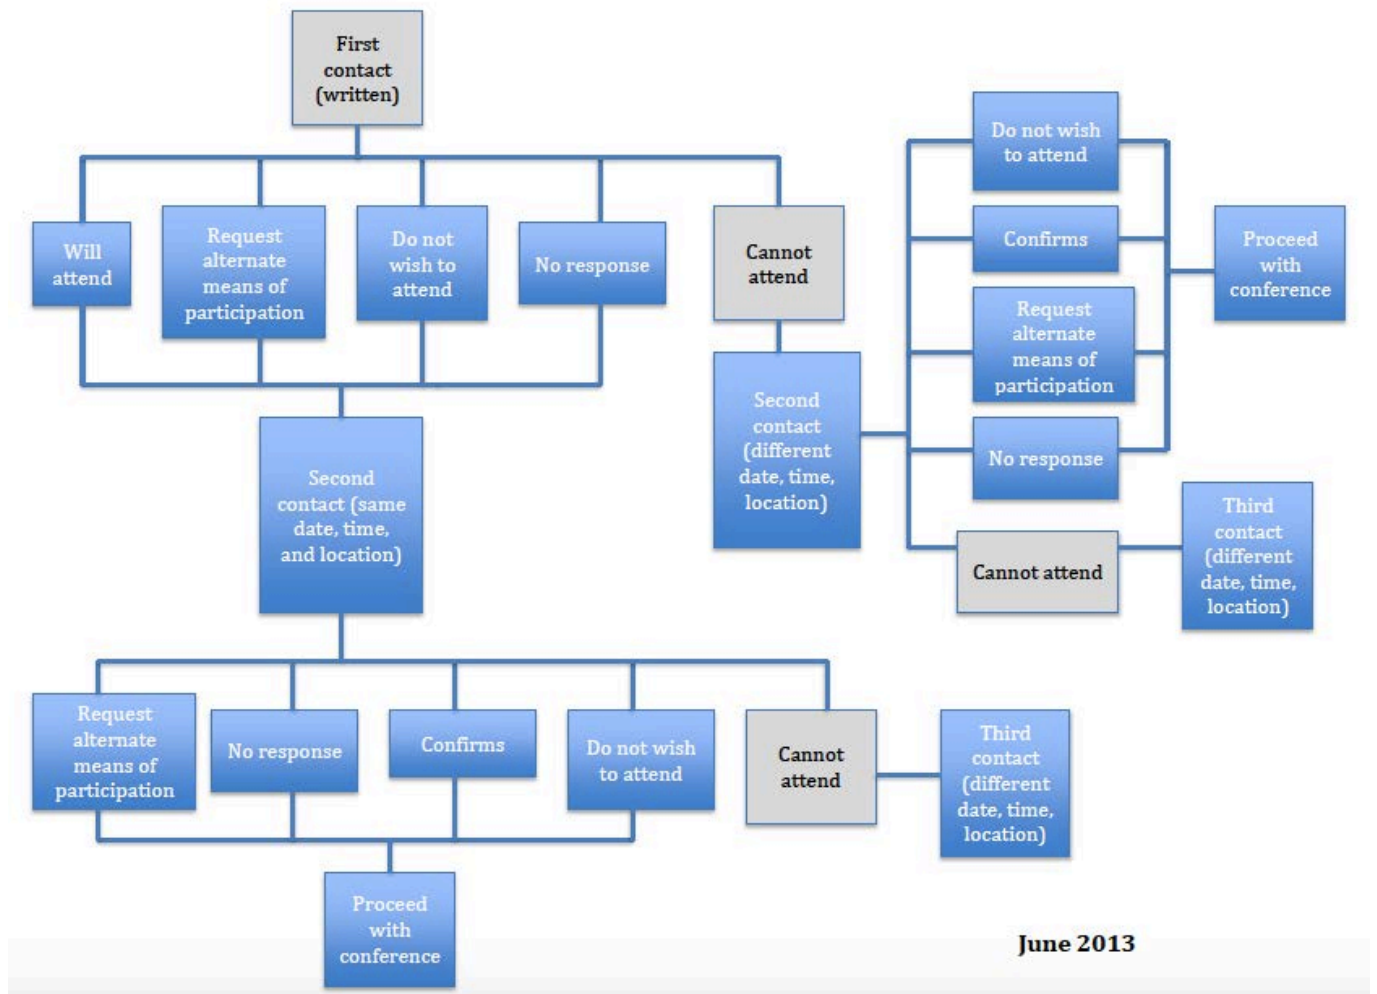 First
contact
(written)
Will
attend
Request
alternate
means of
participation
Do not
wish to
attend
No response
Cannot
attend
Second
contact
(different
date, time,
location)
Do not wish
to attend
Confirms
Request
alternate
means of
participation
No response
Cannot attend
Proceed
with
conference
Third
contact
(different
date, time,
location)
Second
contact (same
date, time,
and location)
Request
alternate
means of
participation
No response
Confirms
Do not wish
to attend
Cannot
attend
Third
contact
(different
date, time,
location)
Proceed
with
conference
June 2013